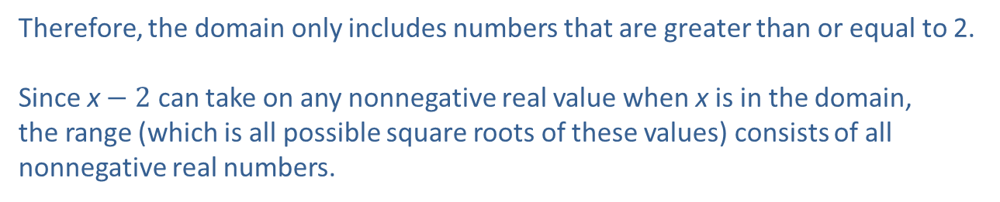 Therefore, the domain only includes numbers that are greater than or equal to 2.
Since x − 2 can take on any nonnegative real value when x is in the domain,
the range (which is all possible square roots of these values) consists of all
nonnegative real numbers.